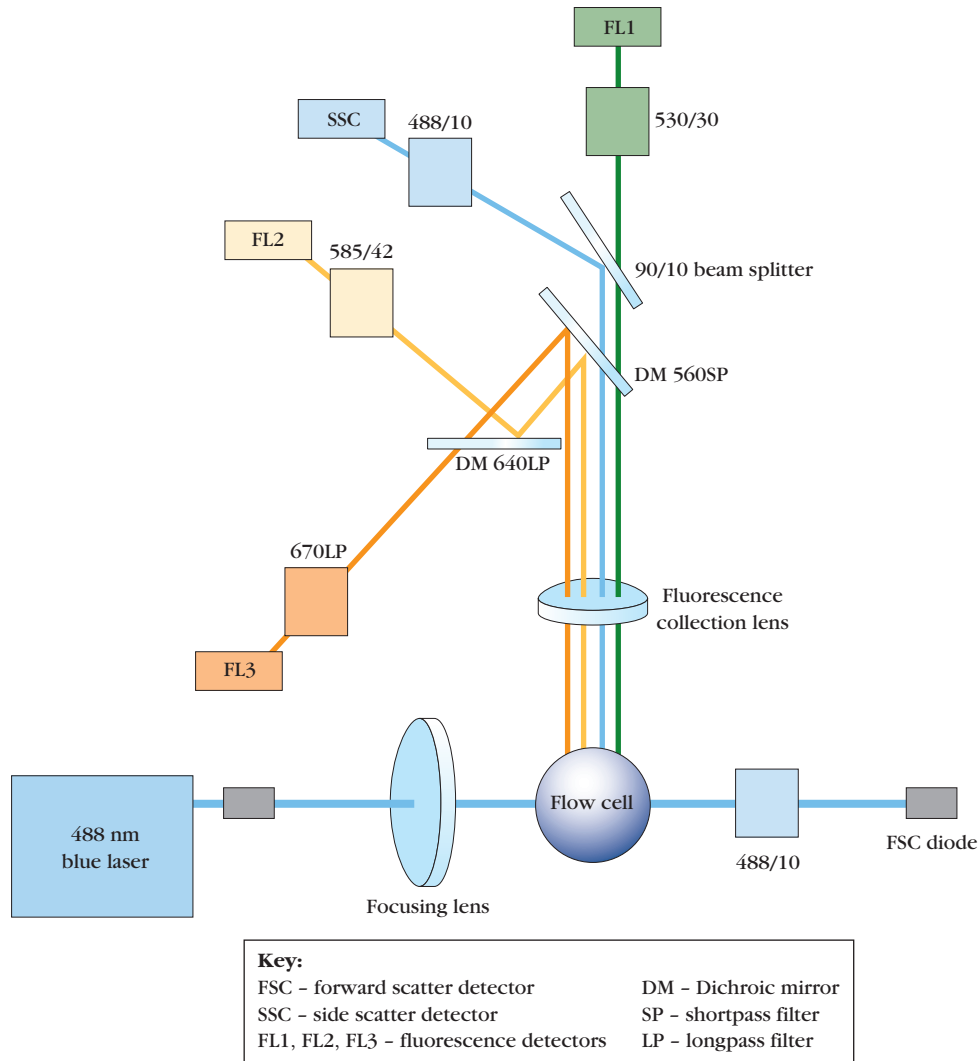 FL1
530/30
SSC
488/10
FL2
585/42
90/10 beam splitter
DM 560SP
DM 640LP
670LP
Fluorescence
collection lens
FL3
488 nm
blue laser
Focusing lens
Flow cell
488/10
FSC diode
Key:
FSC – forward scatter detector
SSC – side scatter detector
FL1, FL2, FL3 – fluorescence detectors
DM – Dichroic mirror
SP – shortpass filter
LP – longpass filter